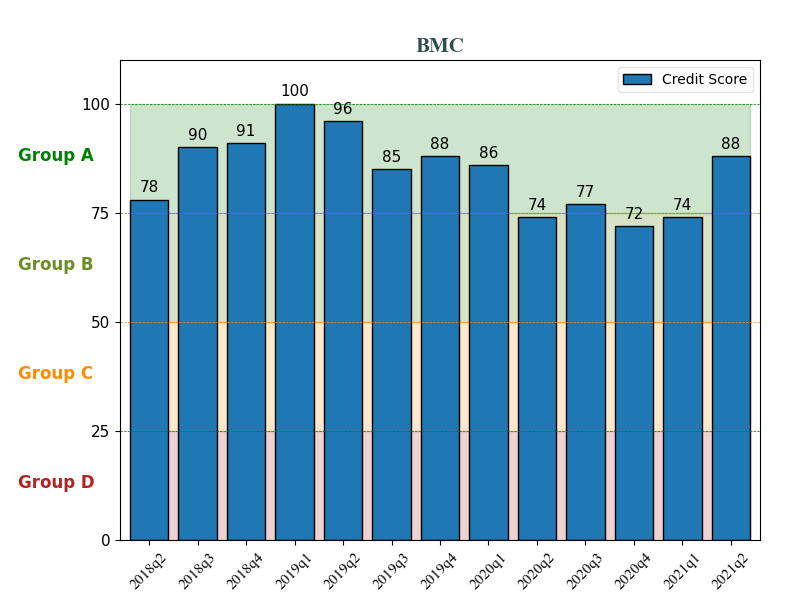 BMC
Credit Score
100
75
50
25
0
Group A
Group B
Group C
Group D
78
90
91
100
96
85
88
86
74
77
72
74
88
2018q2
2018q3
2018q4
2019q1
2019q2
2019q3
2019q4
2020q1
2020q2
2020q3
2020q4
2021q1
2021q2